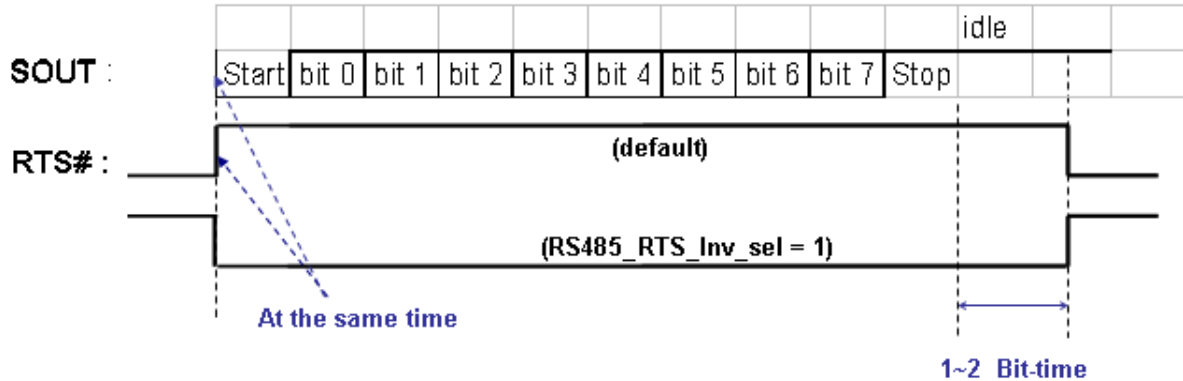 idle
SOUT : Start bit 0 bit 1 bit 2 bit 3 bit 4 bit 5 bit 6 bit 7 Stop
(default)
RTS# :
(RS485_RTS_Inv_sel = 1)
At the same time
1~2 Bit-time